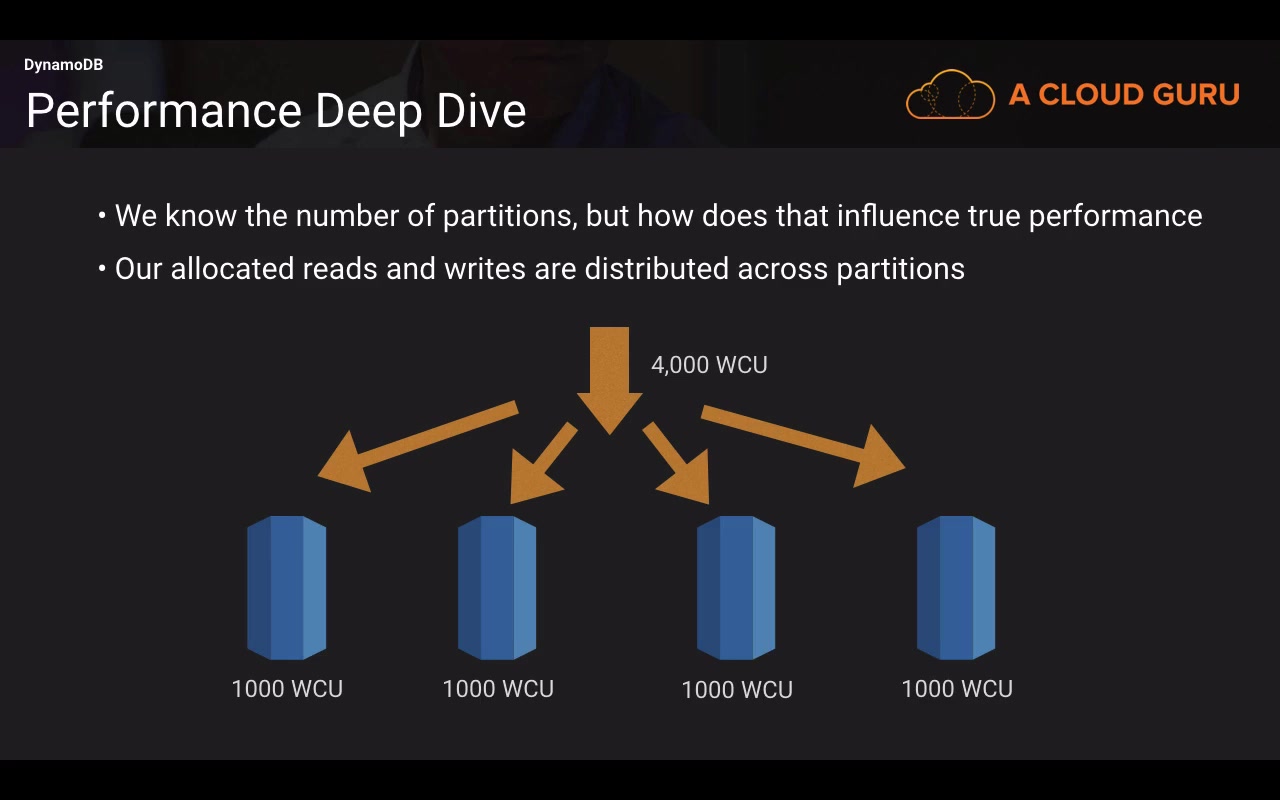 DynamoDB
Performance Deep Dive
A CLOUD GURU
• We know the number of partitions, but how does that influence true performance
• Our allocated reads and writes are distributed across partitions
4,000 WCU
1000 WCU
1000 WCU
1000 WCU
1000 WCU